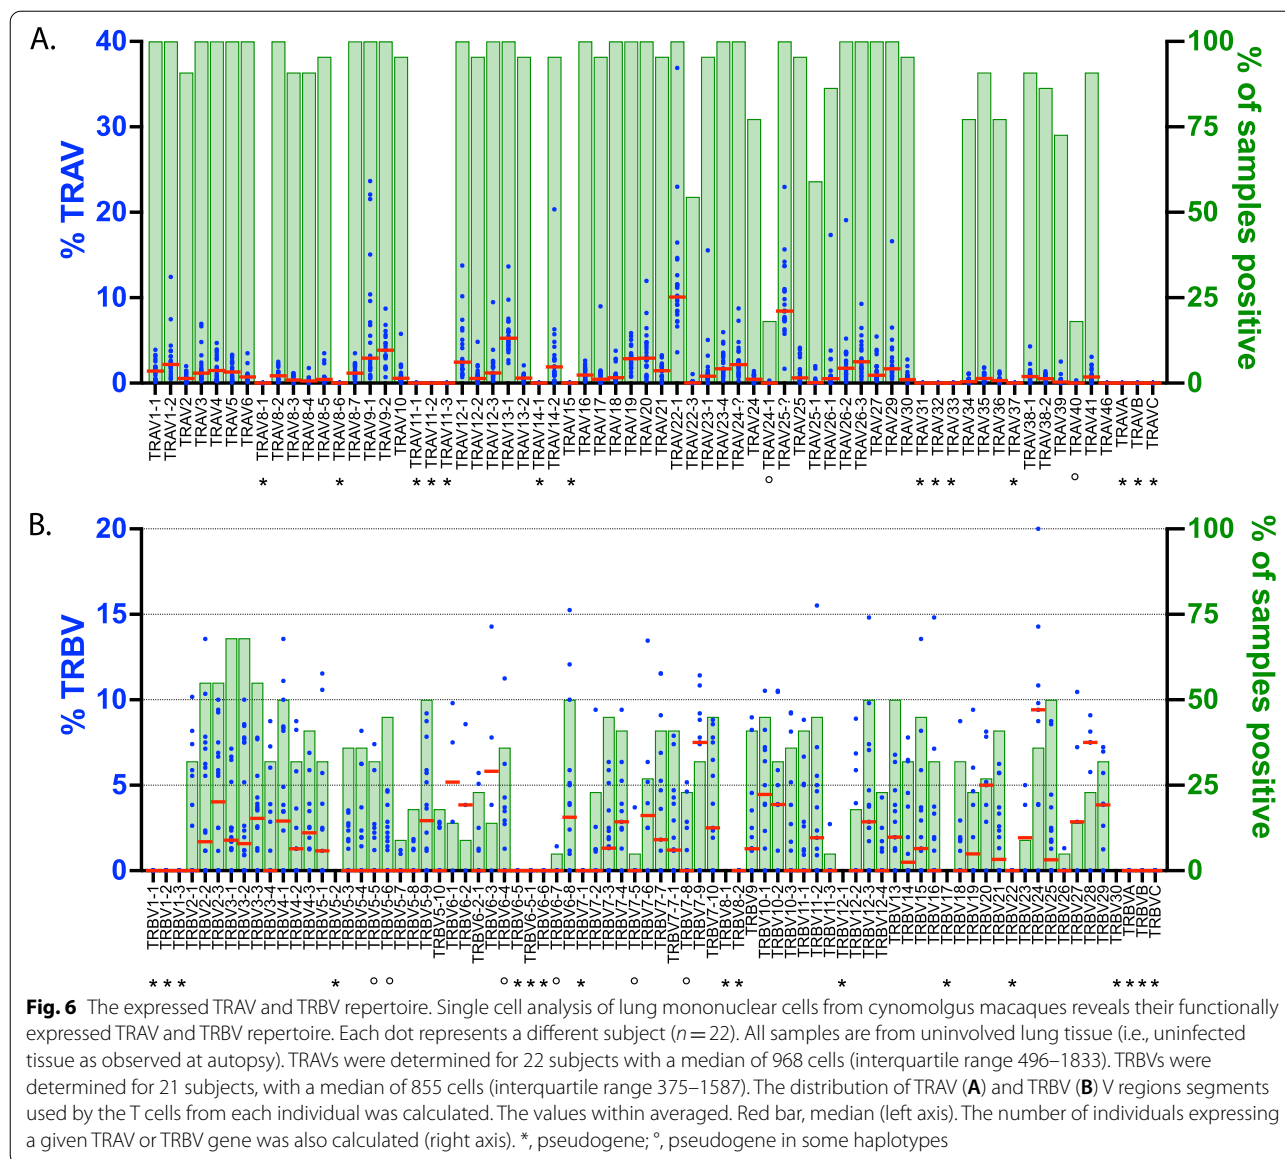 A.
% TRAV
40
30
20
10
0
100
75
50
25
0
% of samples positive
TRAV1-1
TRAV1-2
TRAV2
TRAV3
TRAV4
TRAV5
TRAV6
TRAV8-1
TRAV8-2
TRAV8-3
TRAV8-4
TRAV8-5
TRAV8-6
TRAV8-7
TRAV9-1
TRAV9-2
TRAV10
TRAV11-1
TRAV11-2
TRAV11-3
TRAV12-1
TRAV12-2
TRAV12-3
TRAV13-1
TRAV13-2
TRAV14-1
TRAV14-2
TRAV15
TRAV16
TRAV17
TRAV18
TRAV19
TRAV20
TRAV21
TRAV22-1
TRAV22-3
TRAV23-1
TRAV23-4
TRAV24-?
TRAV24
TRAV24-1
TRAV25-?
TRAV25
TRAV25-1
TRAV26-1
TRAV26-2
TRAV26-3
TRAV27
TRAV29
TRAV30
TRAV31
TRAV32
TRAV33
TRAV34
TRAV35
TRAV36
TRAV37
TRAV38-1
TRAV38-2
TRAV39
TRAV40
TRAV41
TRAV46
TRAVA
TRAVB
TRAVC
* * * * * * * ° * * * * ° * * *
B.
% TRBV
20
15
10
5
0
100
75
50
25
0
% of samples positive
TRBV1-1
TRBV1-2
TRBV1-3
TRBV2-1
TRBV2-2
TRBV2-3
TRBV3-1
TRBV3-2
TRBV3-3
TRBV3-4
TRBV4-1
TRBV4-2
TRBV4-3
TRBV5-1
TRBV5-2
TRBV5-3
TRBV5-4
TRBV5-5
TRBV5-6
TRBV5-7
TRBV5-8
TRBV5-9
TRBV5-10
TRBV6-1
TRBV6-2
TRBV6-2-1
TRBV6-3
TRBV6-4
TRBV6-5
TRBV6-5-1
TRBV6-6
TRBV6-7
TRBV6-8
TRBV7-1
TRBV7-2
TRBV7-3
TRBV7-4
TRBV7-5
TRBV7-6
TRBV7-7
TRBV7-7-1
TRBV7-8
TRBV7-9
TRBV7-10
TRBV8-1
TRBV8-2
TRBV9
TRBV10-1
TRBV10-2
TRBV10-3
TRBV11-1
TRBV11-2
TRBV11-3
TRBV12-1
TRBV12-2
TRBV12-3
TRBV12-4
TRBV13
TRBV14
TRBV15
TRBV16
TRBV17
TRBV18
TRBV19
TRBV20
TRBV21
TRBV22
TRBV23
TRBV24
TRBV25
TRBV26
TRBV27
TRBV28
TRBV29
TRBV30
TRBVA
TRBVB
TRBVC
* * * * ° ° ° * * * ° * ° ° * * * * * * * * *
Fig. 6 The expressed TRAV and TRBV repertoire. Single cell analysis of lung mononuclear cells from cynomolgus macaques reveals their functionally
expressed TRAV and TRBV repertoire. Each dot represents a different subject (n = 22). All samples are from uninvolved lung tissue (i.e., uninfected
tissue as observed at autopsy). TRAVs were determined for 22 subjects with a median of 968 cells (interquartile range 496–1833). TRBVs were
determined for 21 subjects, with a median of 855 cells (interquartile range 375–1587). The distribution of TRAV (A) and TRBV (B) V regions segments
used by the T cells from each individual was calculated. The values within averaged. Red bar, median (left axis). The number of individuals expressing
a given TRAV or TRBV gene was also calculated (right axis). *, pseudogene; °, pseudogene in some haplotypes